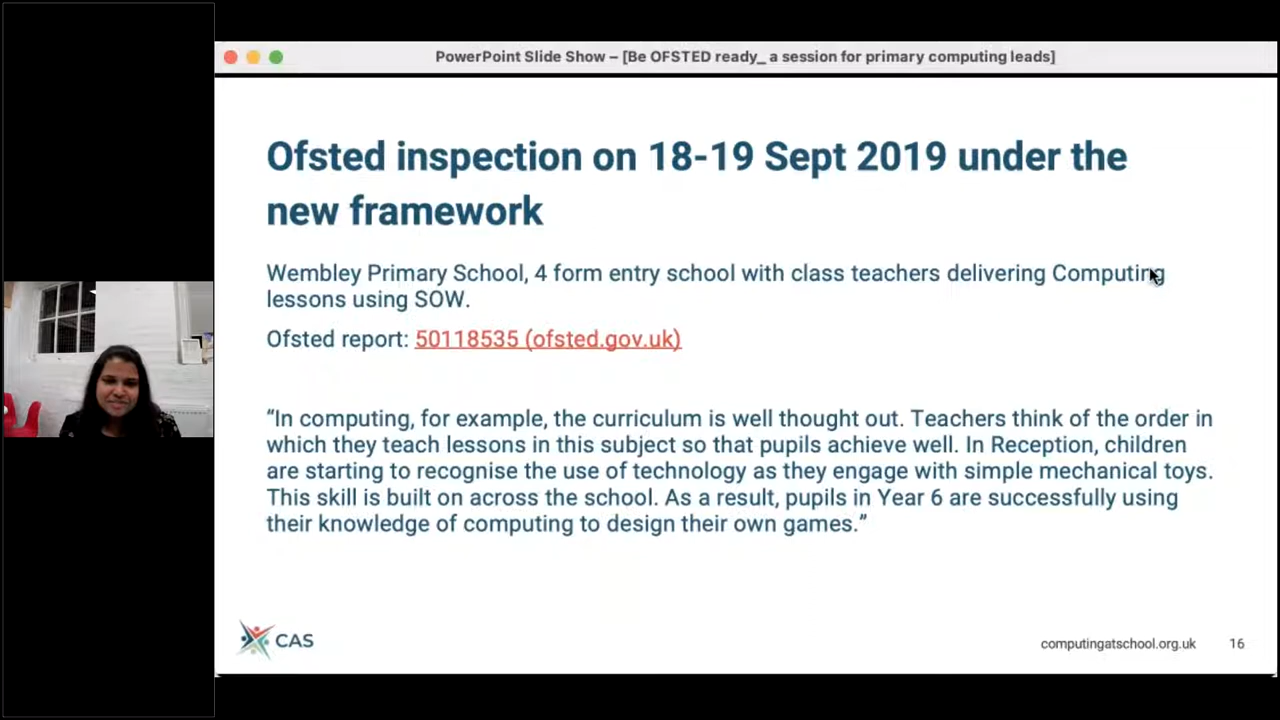 PowerPoint Slide Show – [Be OFSTED ready_ a session for primary computing leads]
Ofsted inspection on 18-19 Sept 2019 under the
new framework
Wembley Primary School, 4 form entry school with class teachers delivering Computing
lessons using SOW.
Ofsted report: 50118535 (ofsted.gov.uk)
“In computing, for example, the curriculum is well thought out. Teachers think of the order in
which they teach lessons in this subject so that pupils achieve well. In Reception, children
are starting to recognise the use of technology as they engage with simple mechanical toys.
This skill is built on across the school. As a result, pupils in Year 6 are successfully using
their knowledge of computing to design their own games.”
CAS
computingatschool.org.uk 16